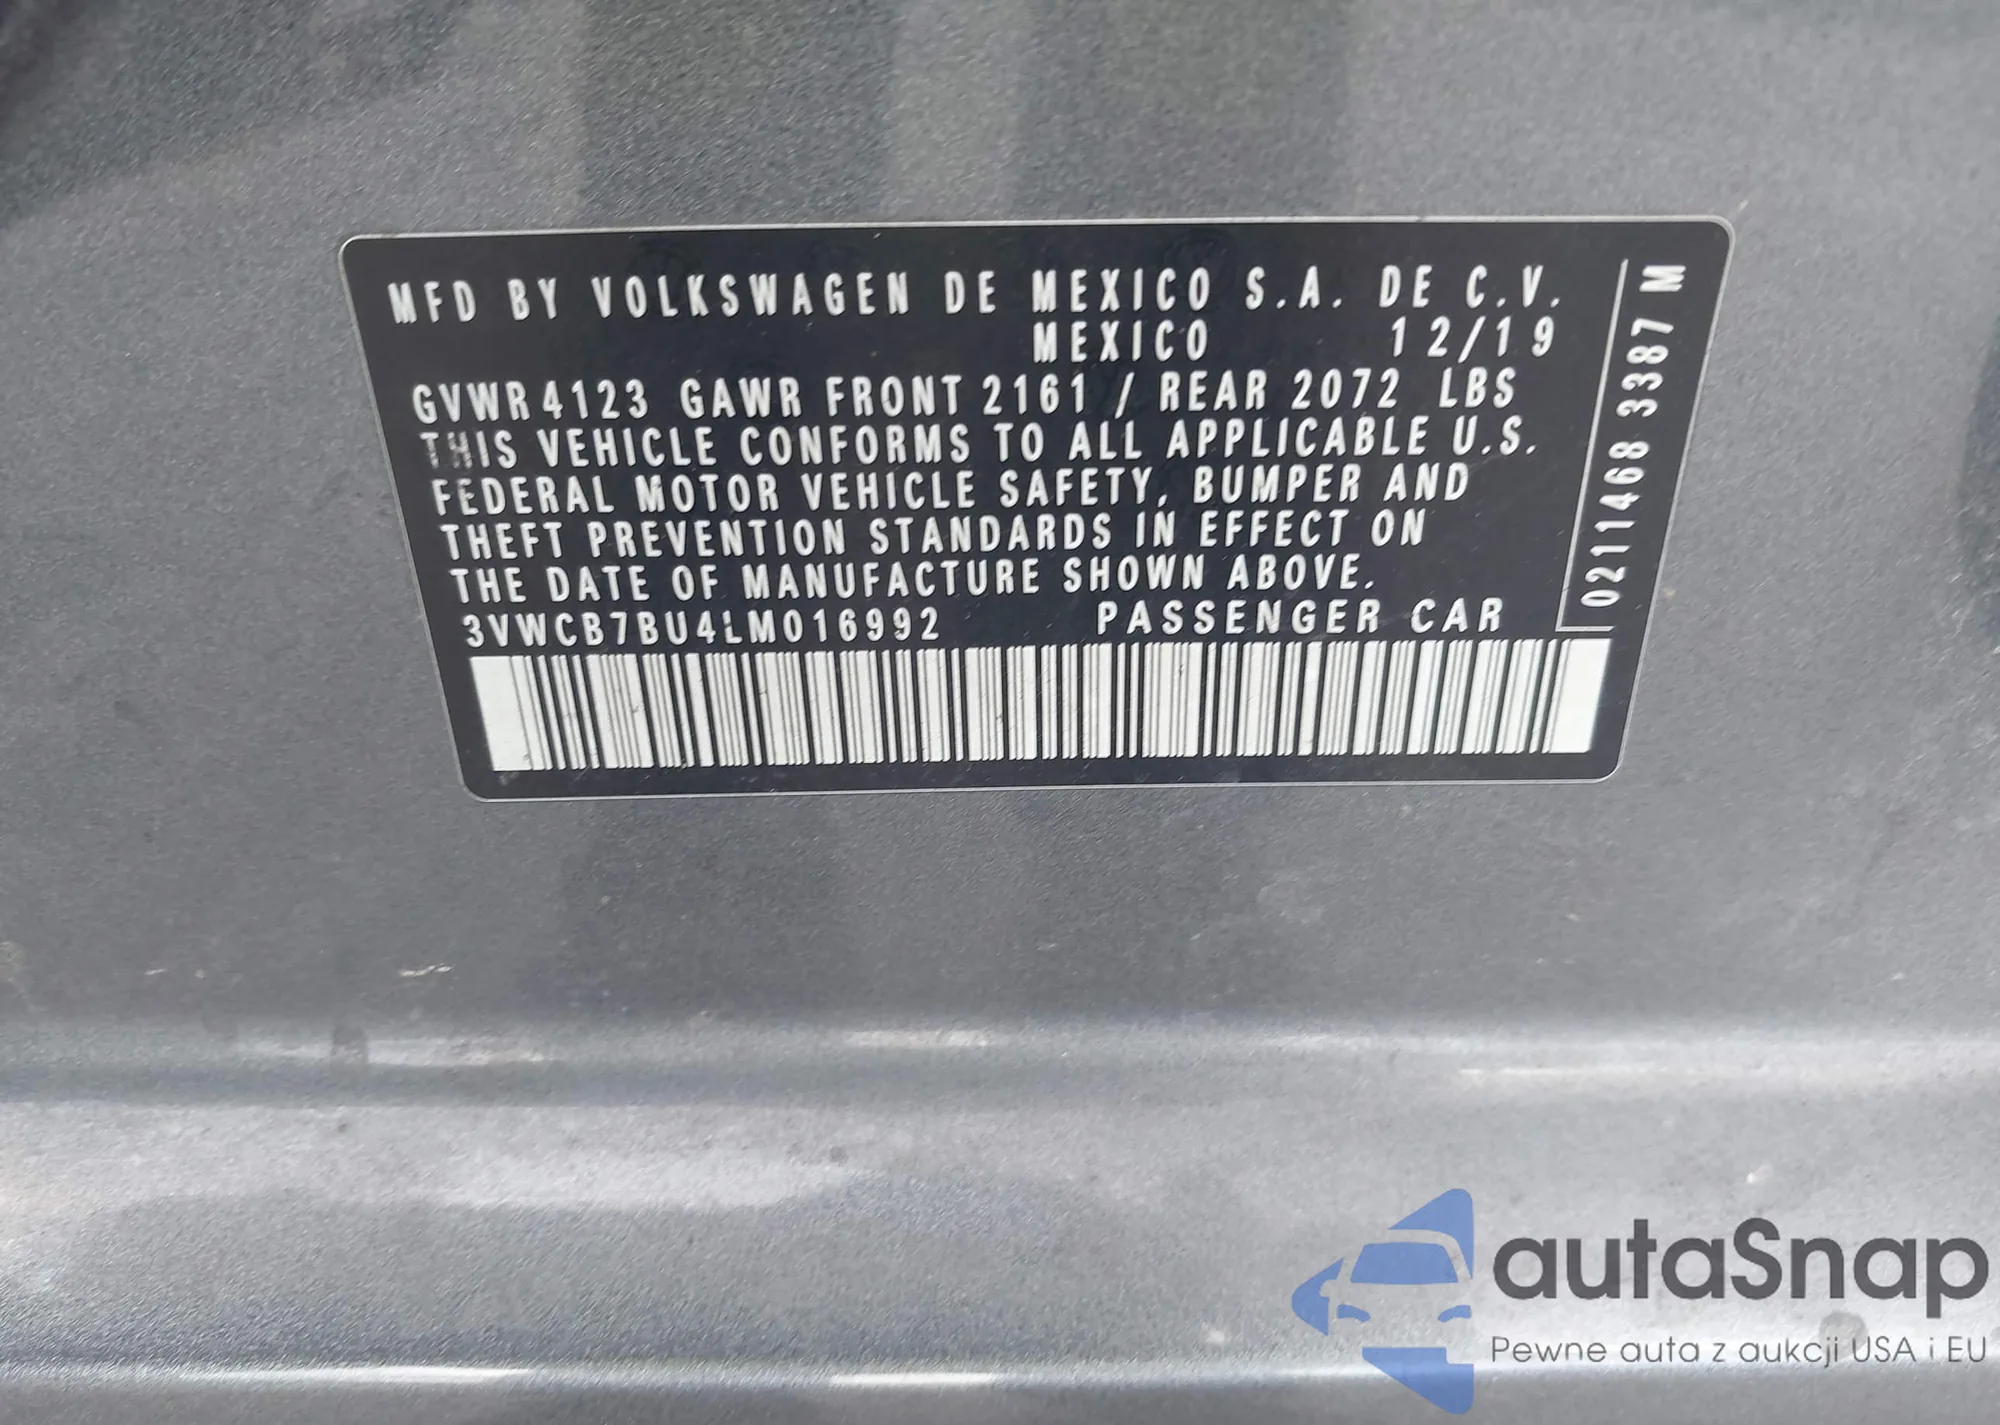 MFD BY VOLKSWAGEN DE MEXICO S.A. DE C.V.
MEXICO 12/19
GVWR 4123 GAWR FRONT 2161 / REAR 2072 LBS
THIS VEHICLE CONFORMS TO ALL APPLICABLE U.S.
FEDERAL MOTOR VEHICLE SAFETY, BUMPER AND
THEFT PREVENTION STANDARDS IN EFFECT ON
THE DATE OF MANUFACTURE SHOWN ABOVE.
3VWCB7BU4LM016992 PASSENGER CAR
0211468 3387 M
autaSnap
Pewne auta z aukcji USA i EU